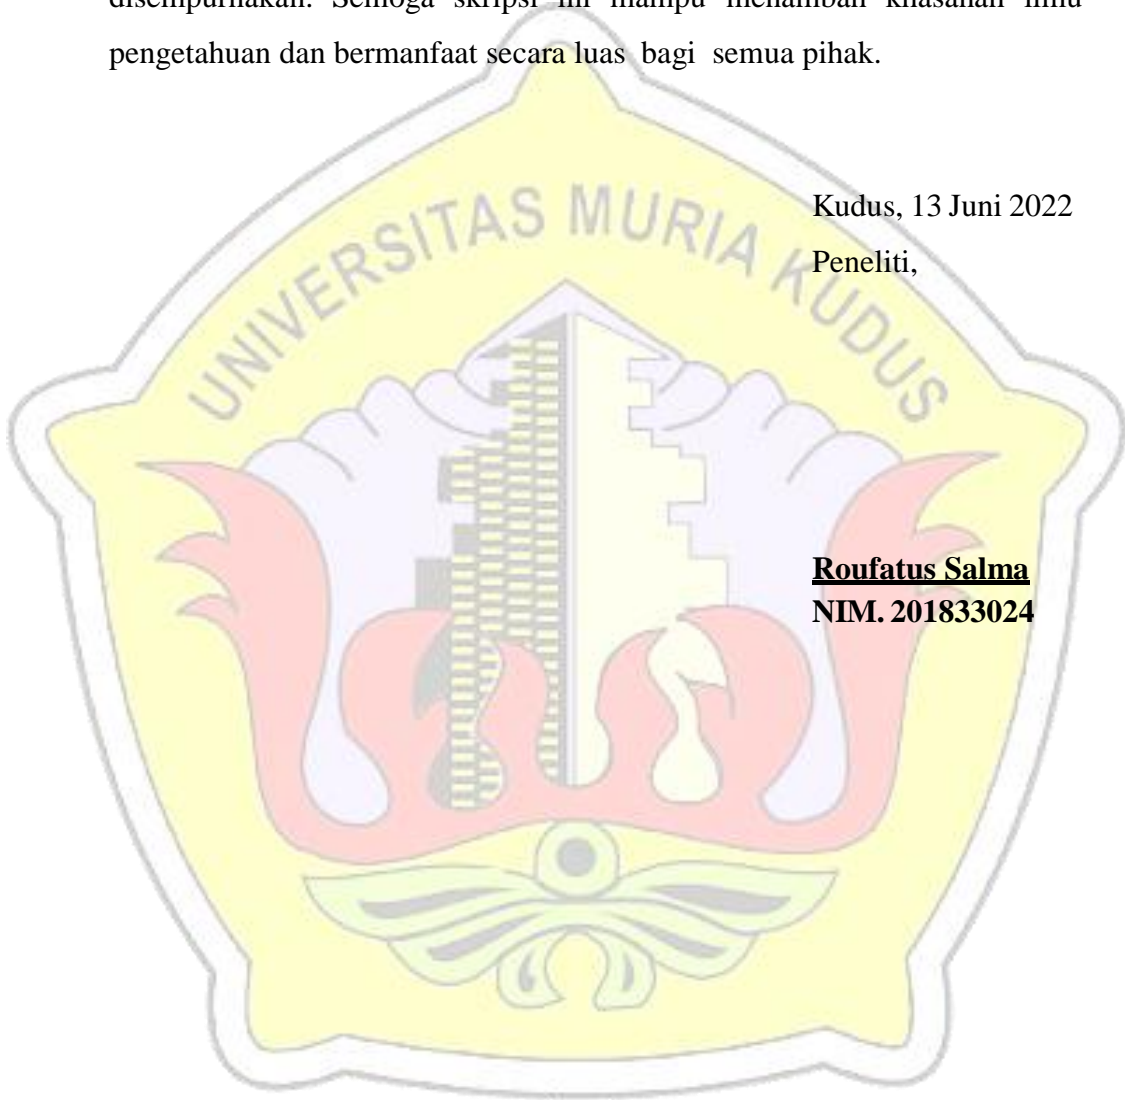 disempurnakan. Semoga skripsi ini mampu menambah khasanah ilmu
pengetahuan dan bermanfaat secara luas bagi semua pihak.
Kudus, 13 Juni 2022
Peneliti,
UNIVERSITAS MURIA KUDUS
Roufatus Salma
NIM. 201833024